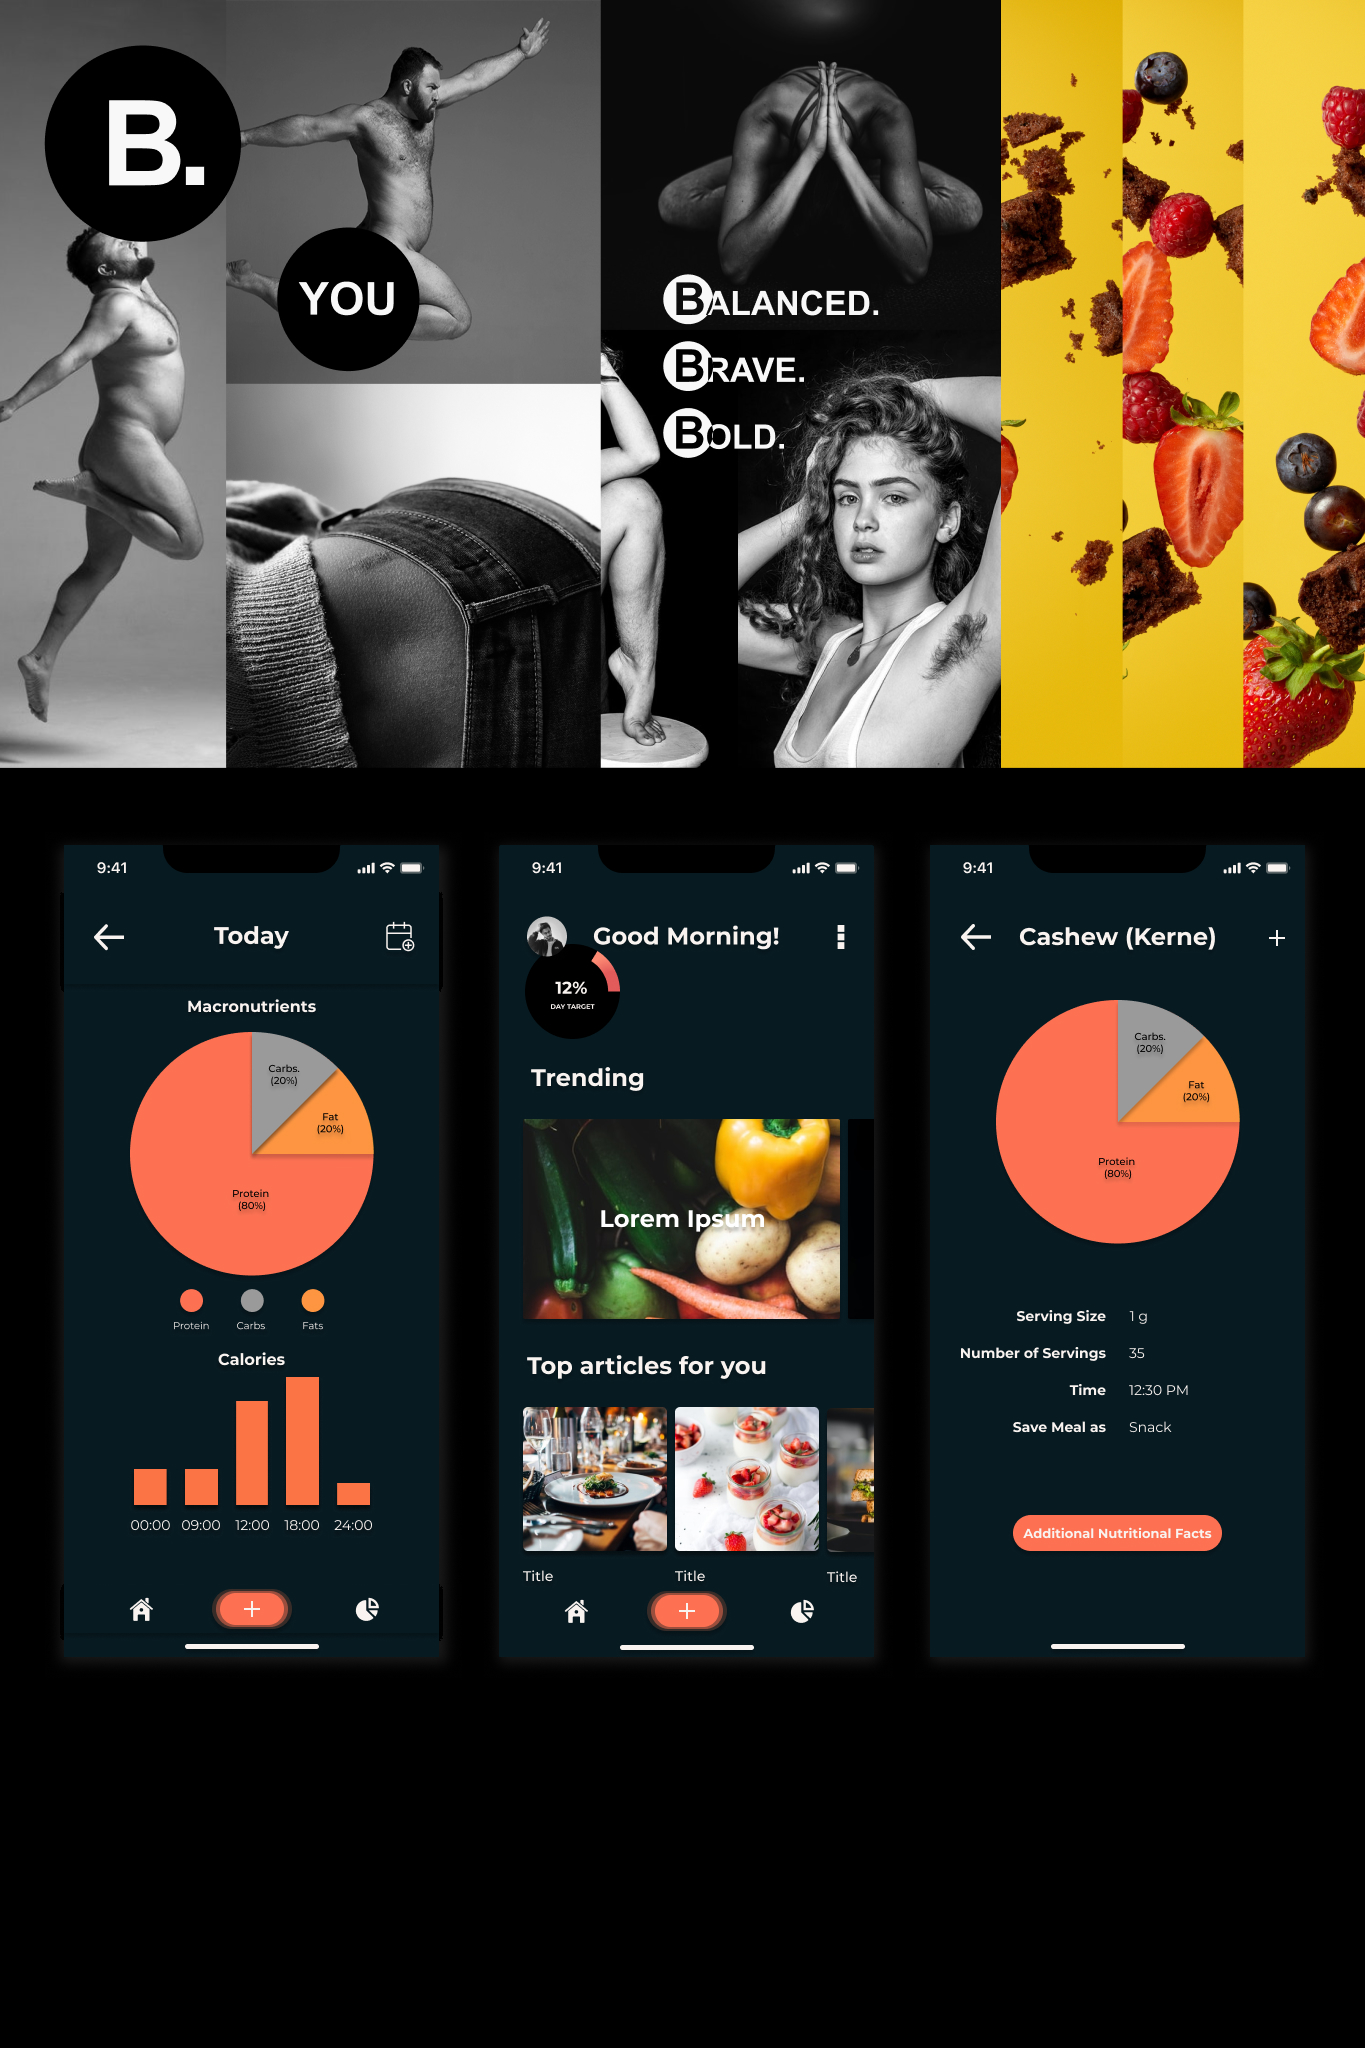 B.
YOU
BALANCED.
BRAVE.
BOLD.
9:41
Today
Macronutrients
Carbs.
(20%)
Fat
(20%)
Protein
(80%)
Protein
Carbs
Fats
Calories
00:00
09:00
12:00
18:00
24:00
9:41
Good Morning!
12%
DAY TARGET
Trending
Lorem Ipsum
Top articles for you
Title
Title
Title
9:41
Cashew (Kerne)
Carbs.
(20%)
Fat
(20%)
Protein
(80%)
Serving Size 1 g
Number of Servings 35
Time 12:30 PM
Save Meal as Snack
Additional Nutritional Facts